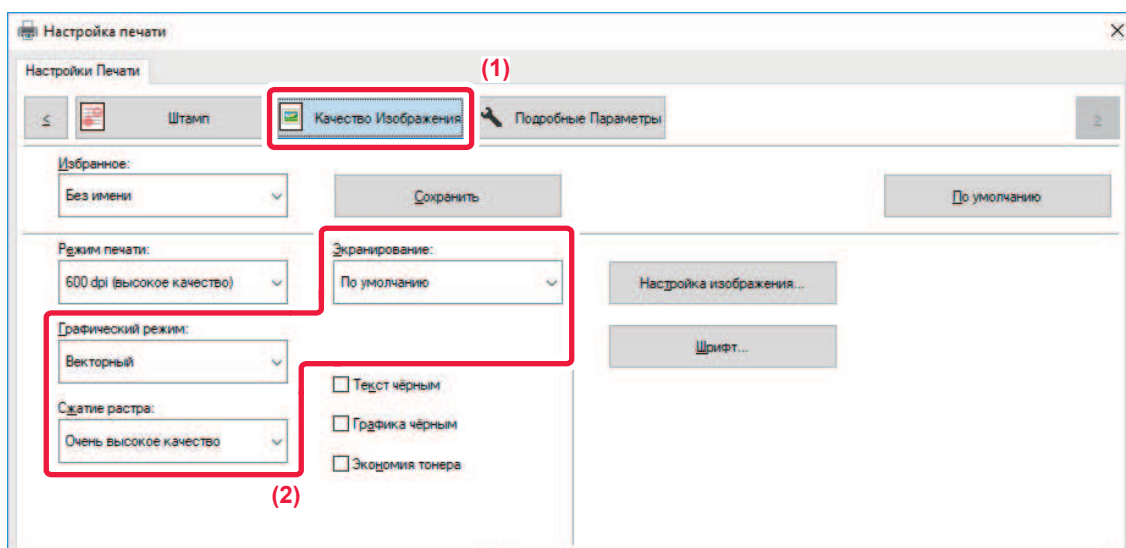 Настройка печати
Настройки Печати
(1)
≤ Штамп Качество Изображения Подробные Параметры ≥
Избранное:
Без имени Сохранить По умолчанию
Режим печати: Экранирование:
600 dpi (высокое качество) По умолчанию Настройка изображения...
Графический режим: Шрифт...
Векторный
Текст чёрным
Сжатие растра:
Графика чёрным
Очень высокое качество
Экономия тонера
(2)